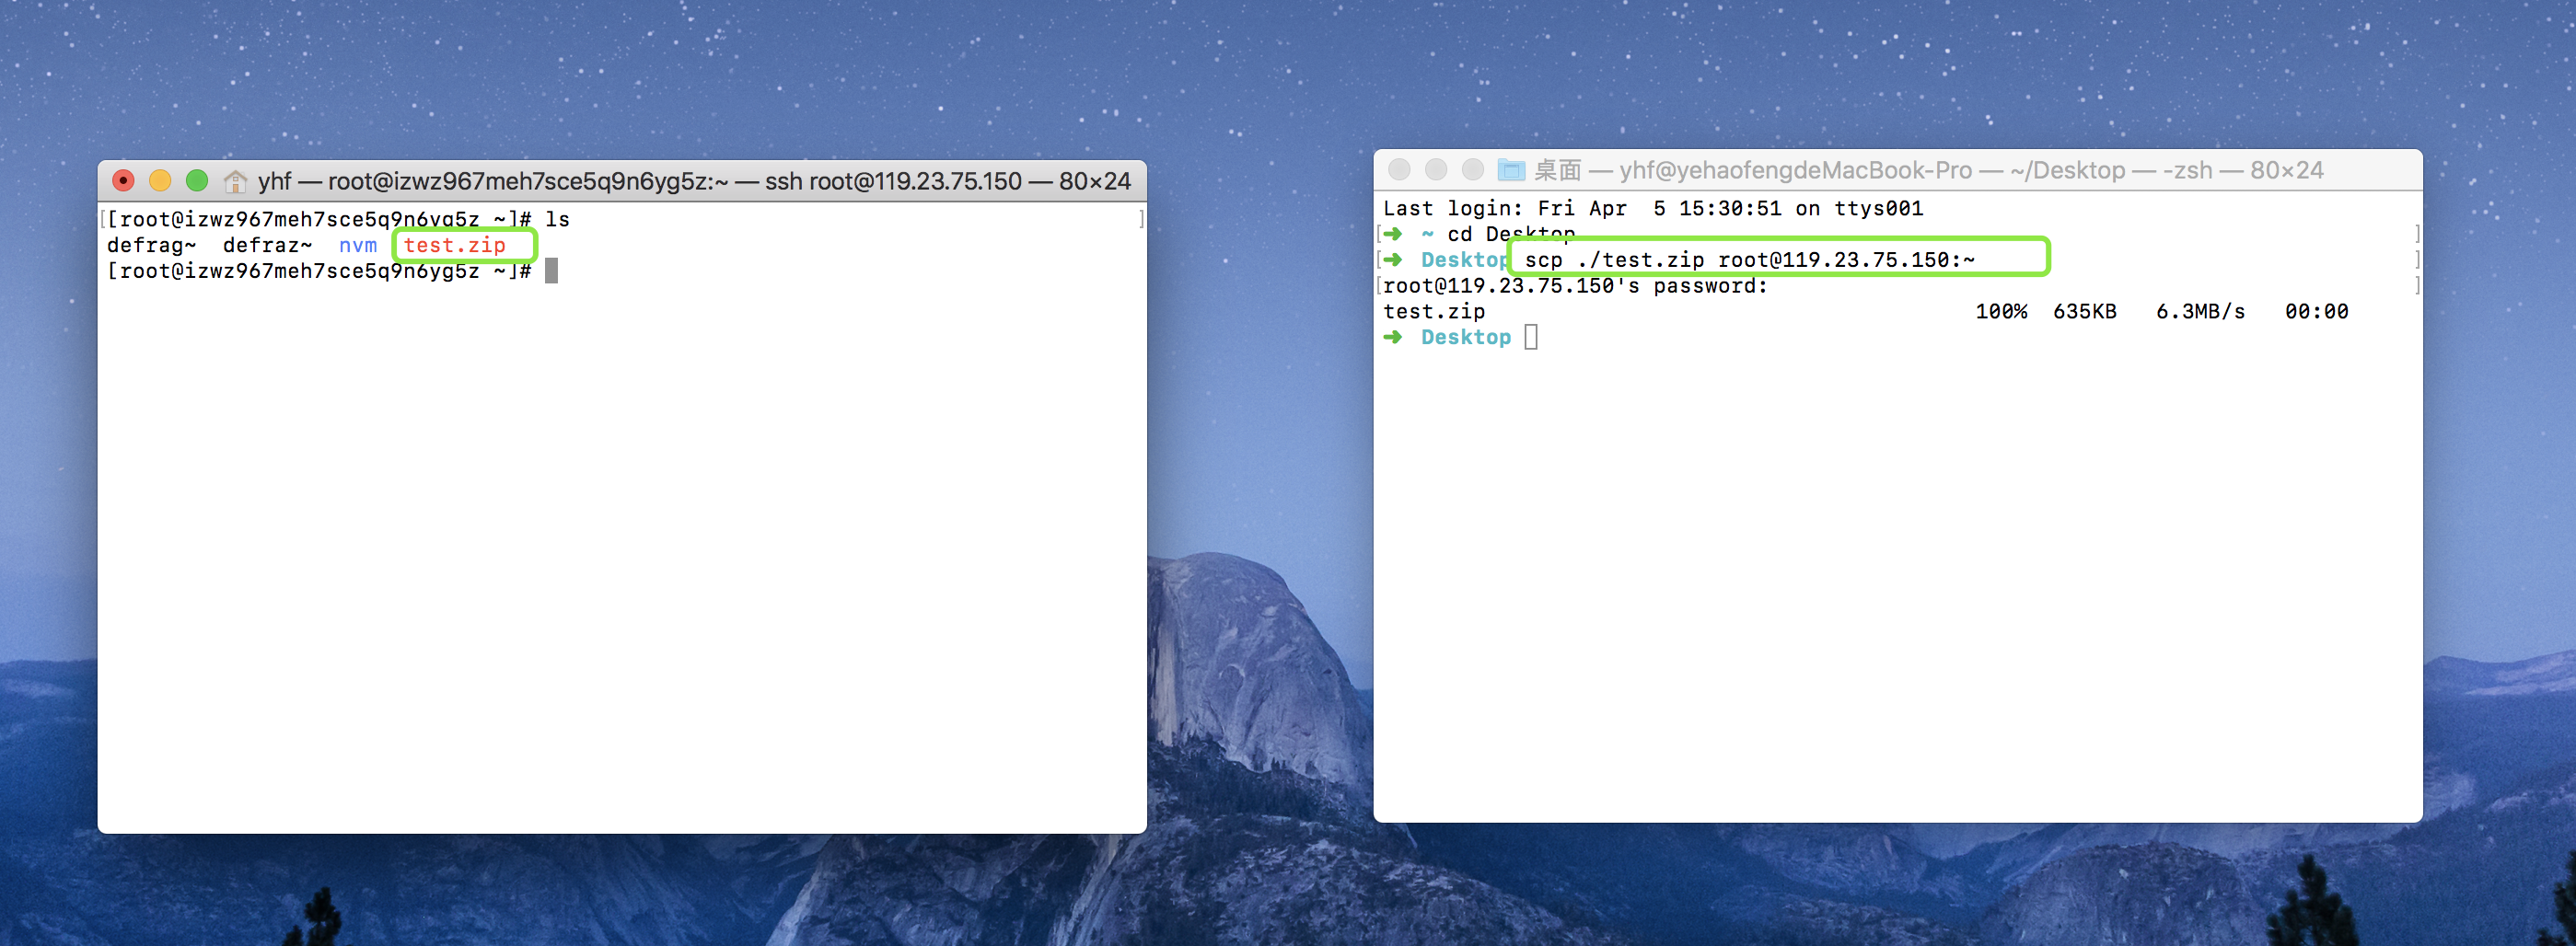 yhf — root@izwz967meh7sce5q9n6yg5z:~ — ssh root@119.23.75.150 — 80×24
[[root@izwz967meh7sce5q9n6yg5z ~]# ls ]
defrag~ defraz~ nvm test.zip
[root@izwz967meh7sce5q9n6yg5z ~]#
桌面 — yhf@yehaofengdeMacBook-Pro — ~/Desktop — -zsh — 80×24
Last login: Fri Apr 5 15:30:51 on ttys001
[➜ ~ cd Desktop ]
[➜ Desktop scp ./test.zip root@119.23.75.150:~ ]
[root@119.23.75.150's password: ]
test.zip 100% 635KB 6.3MB/s 00:00
➜ Desktop